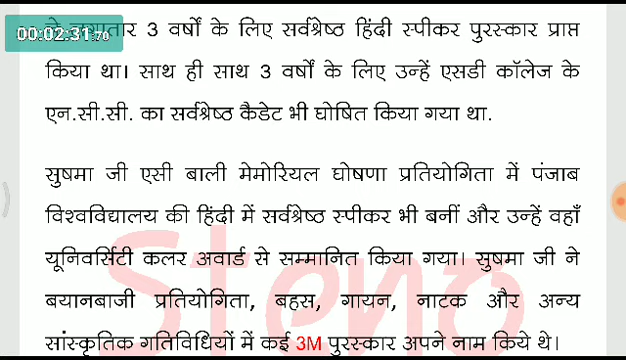 00:02:31.70
लगातार 3 वर्षों के लिए सर्वश्रेष्ठ हिंदी स्पीकर पुरस्कार प्राप्त
किया था। साथ ही साथ 3 वर्षों के लिए उन्हें एसडी कॉलेज के
एन.सी.सी. का सर्वश्रेष्ठ कैडेट भी घोषित किया गया था.
सुषमा जी एसी बाली मेमोरियल घोषणा प्रतियोगिता में पंजाब
विश्वविद्यालय की हिंदी में सर्वश्रेष्ठ स्पीकर भी बनीं और उन्हें वहाँ
यूनिवर्सिटी कलर अवार्ड से सम्मानित किया गया। सुषमा जी ने
बयानबाजी प्रतियोगिता, बहस, गायन, नाटक और अन्य
सांस्कृतिक गतिविधियों में कई 3M पुरस्कार अपने नाम किये थे।
Steno